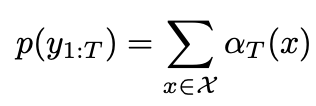 p(y_{1:T}) = \sum_{x \in \mathcal{X}} \alpha_T(x)